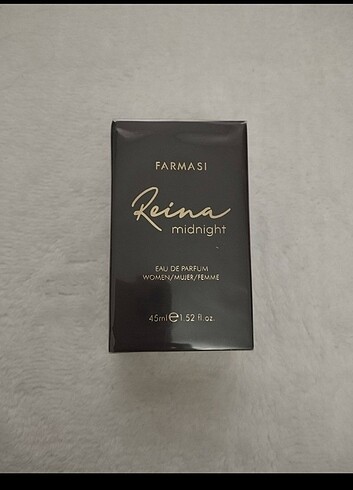 FARMASI
Reina
midnight
EAU DE PARFUM
WOMEN/MUJER/FEMME
45ml ℮ 1.52 fl.oz.